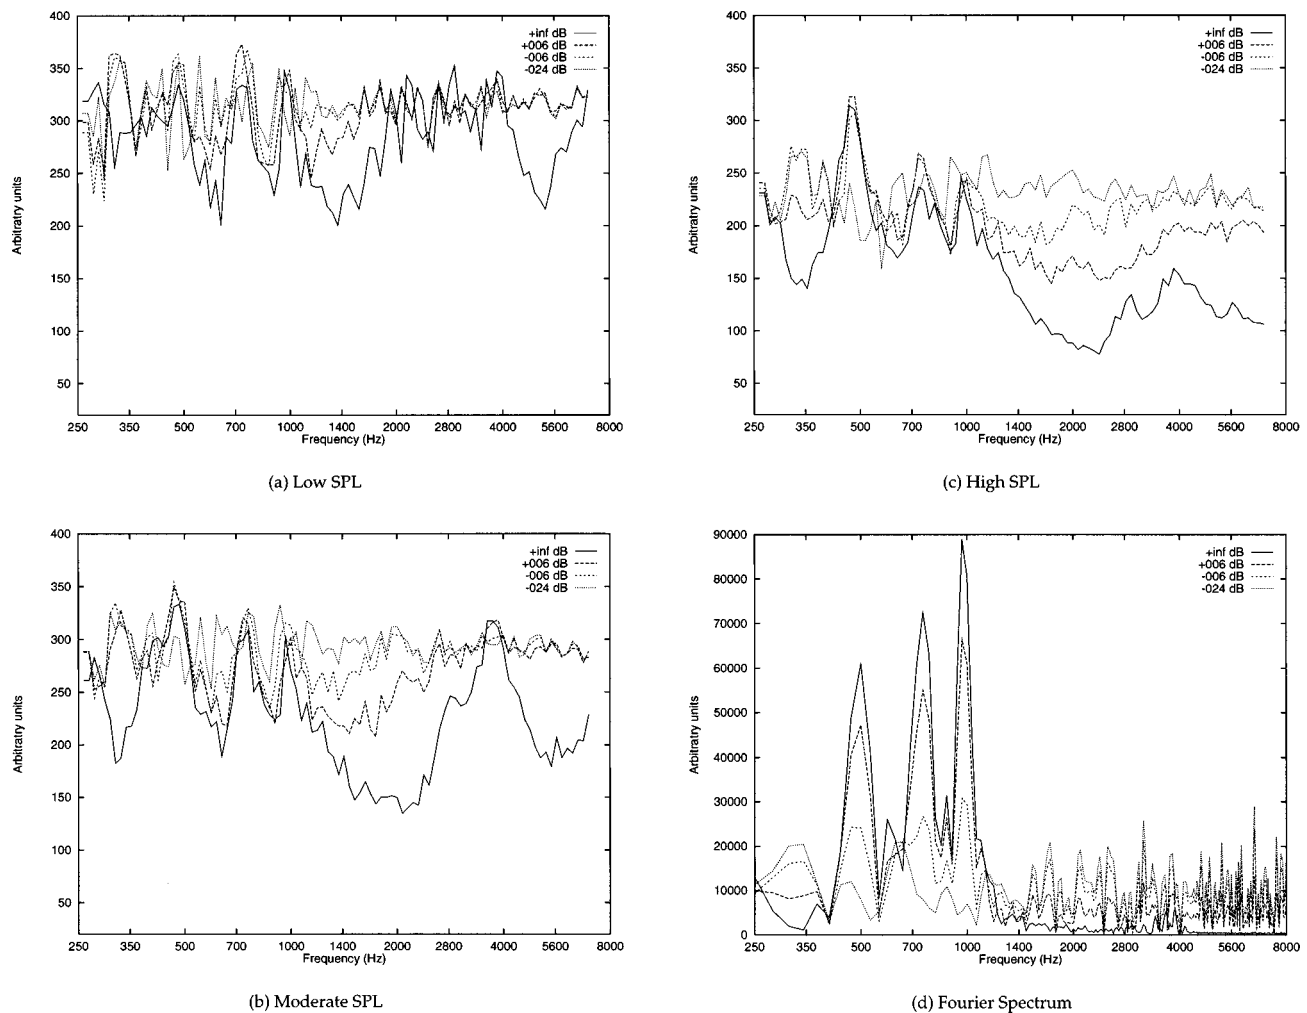 400
350
300
250
200
150
100
50
Arbitratry units
+inf dB
+006 dB
-006 dB
-024 dB
250 350 500 700 1000 1400 2000 2800 4000 5600 8000
Frequency (Hz)
(a) Low SPL
400
350
300
250
200
150
100
50
Arbitratry units
+inf dB
+006 dB
-006 dB
-024 dB
250 350 500 700 1000 1400 2000 2800 4000 5600 8000
Frequency (Hz)
(c) High SPL
400
350
300
250
200
150
100
50
Arbitratry units
+inf dB
+006 dB
-006 dB
-024 dB
250 350 500 700 1000 1400 2000 2800 4000 5600 8000
Frequency (Hz)
(b) Moderate SPL
90000
80000
70000
60000
50000
40000
30000
20000
10000
0
Arbitratry units
+inf dB
+006 dB
-006 dB
-024 dB
250 350 500 700 1000 1400 2000 2800 4000 5600 8000
Frequency (Hz)
(d) Fourier Spectrum